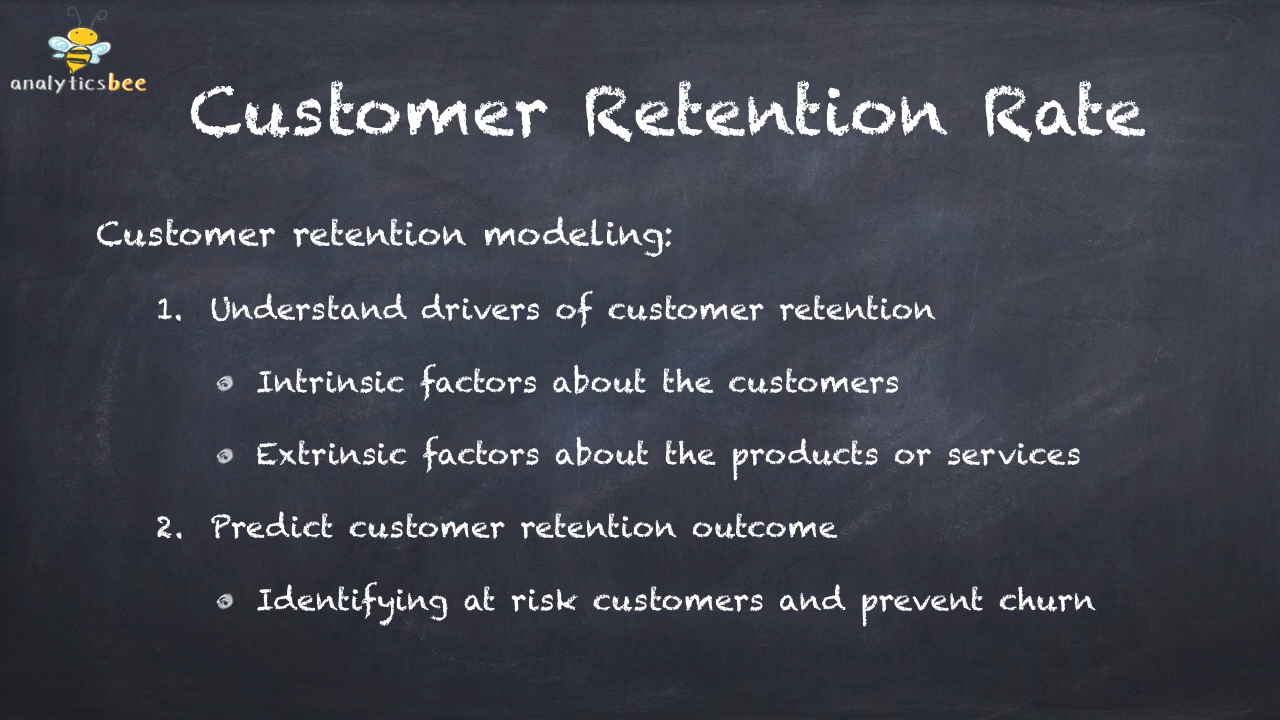 analyticsbee
Customer Retention Rate
Customer retention modeling:
1. Understand drivers of customer retention
Intrinsic factors about the customers
Extrinsic factors about the products or services
2. Predict customer retention outcome
Identifying at risk customers and prevent churn